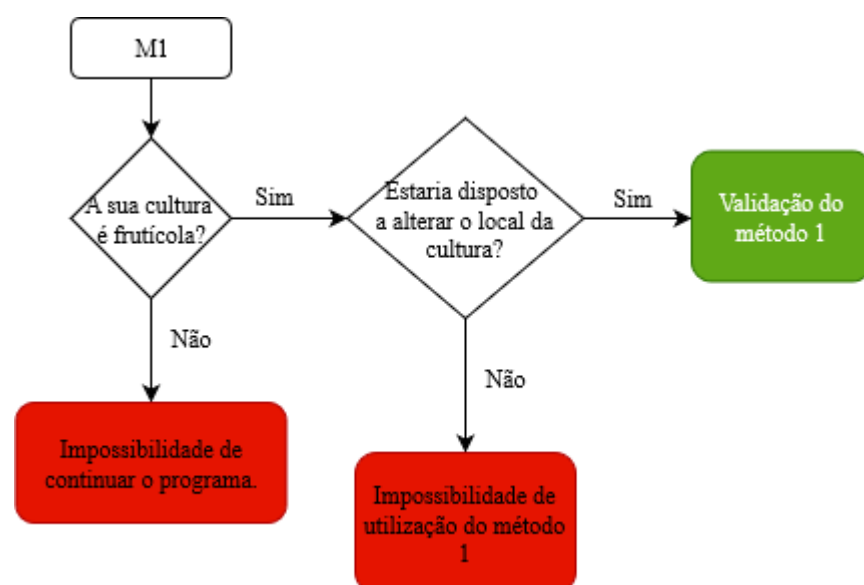 M1
A sua cultura
é frutícola?
Sim
Estaria disposto
a alterar o local da
cultura?
Sim
Validação do
método 1
Não
Não
Impossibilidade de
continuar o programa.
Impossibilidade de
utilização do método
1